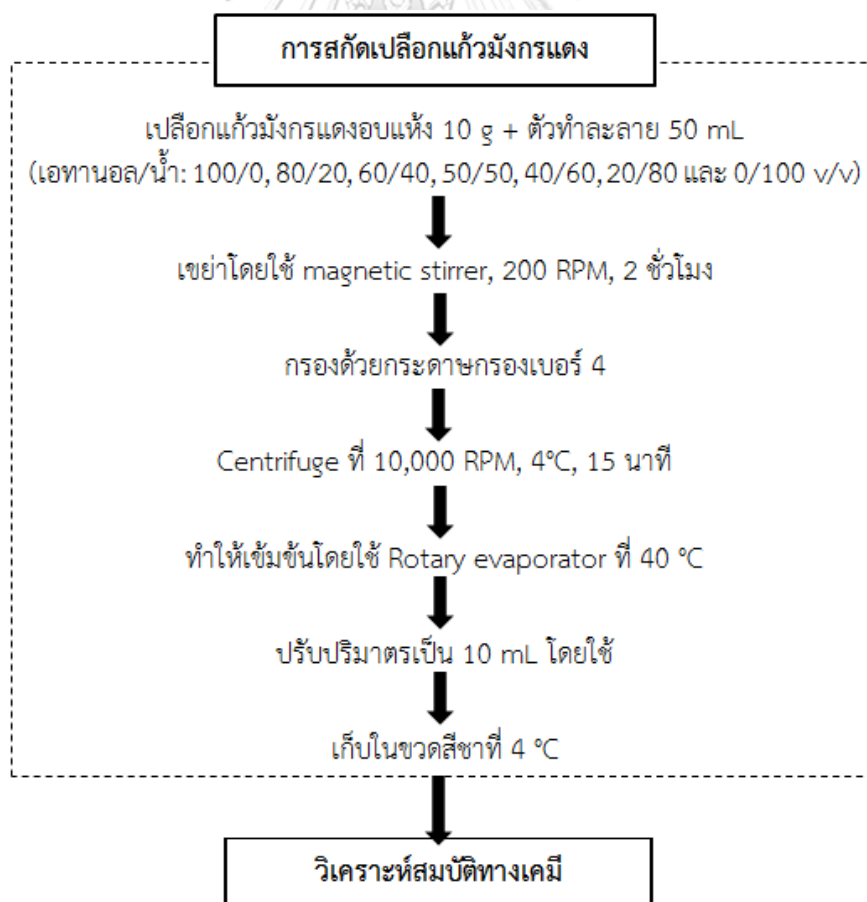 การสกัดเปลือกแก้วมังกรแดง
เปลือกแก้วมังกรแดงอบแห้ง 10 g + ตัวทำละลาย 50 mL
(เอทานอล/น้ำ: 100/0, 80/20, 60/40, 50/50, 40/60, 20/80 และ 0/100 v/v)
เขย่าโดยใช้ magnetic stirrer, 200 RPM, 2 ชั่วโมง
กรองด้วยกระดาษกรองเบอร์ 4
Centrifuge ที่ 10,000 RPM, 4°C, 15 นาที
ทำให้เข้มข้นโดยใช้ Rotary evaporator ที่ 40 °C
ปรับปริมาตรเป็น 10 mL โดยใช้
เก็บในขวดสีชาที่ 4 °C
วิเคราะห์สมบัติทางเคมี